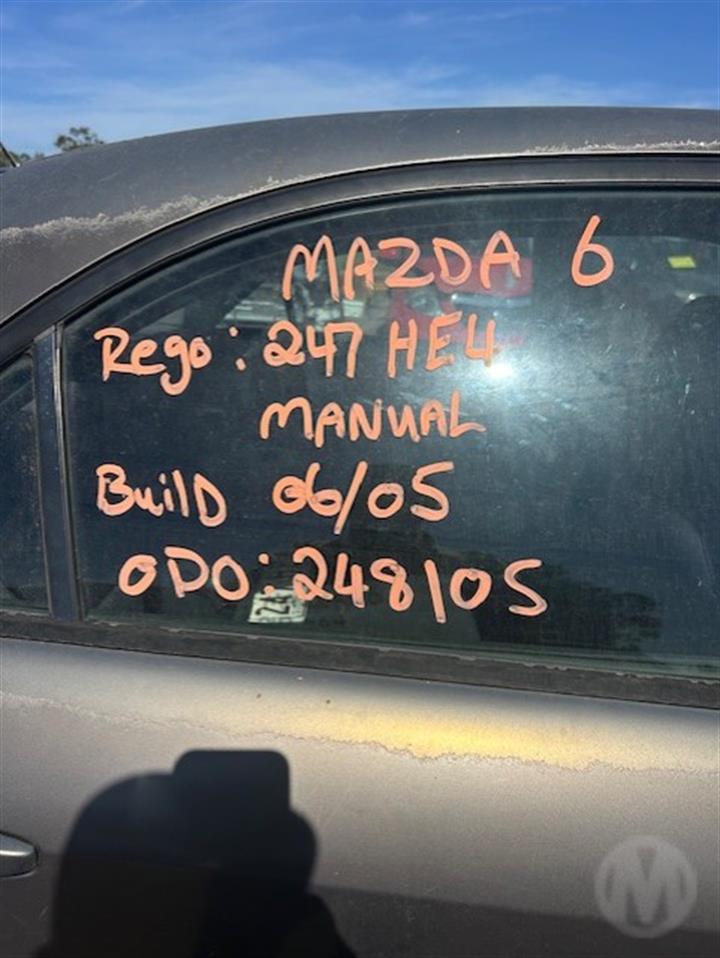 MAZDA 6
Rego: 247 HE4
MANUAL
Build 06/05
ODO: 248105
M